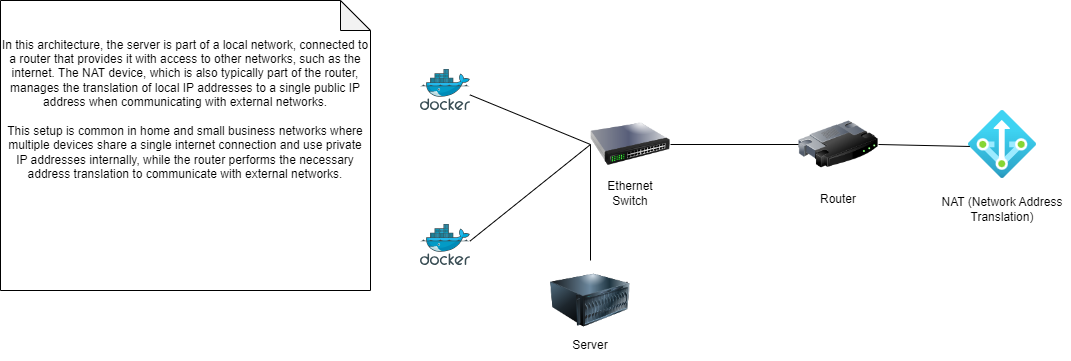 In this architecture, the server is part of a local network, connected to
a router that provides it with access to other networks, such as the
internet. The NAT device, which is also typically part of the router,
manages the translation of local IP addresses to a single public IP
address when communicating with external networks.
This setup is common in home and small business networks where
multiple devices share a single internet connection and use private
IP addresses internally, while the router performs the necessary
address translation to communicate with external networks.
docker
docker
Ethernet
Switch
Server
Router
NAT (Network Address
Translation)